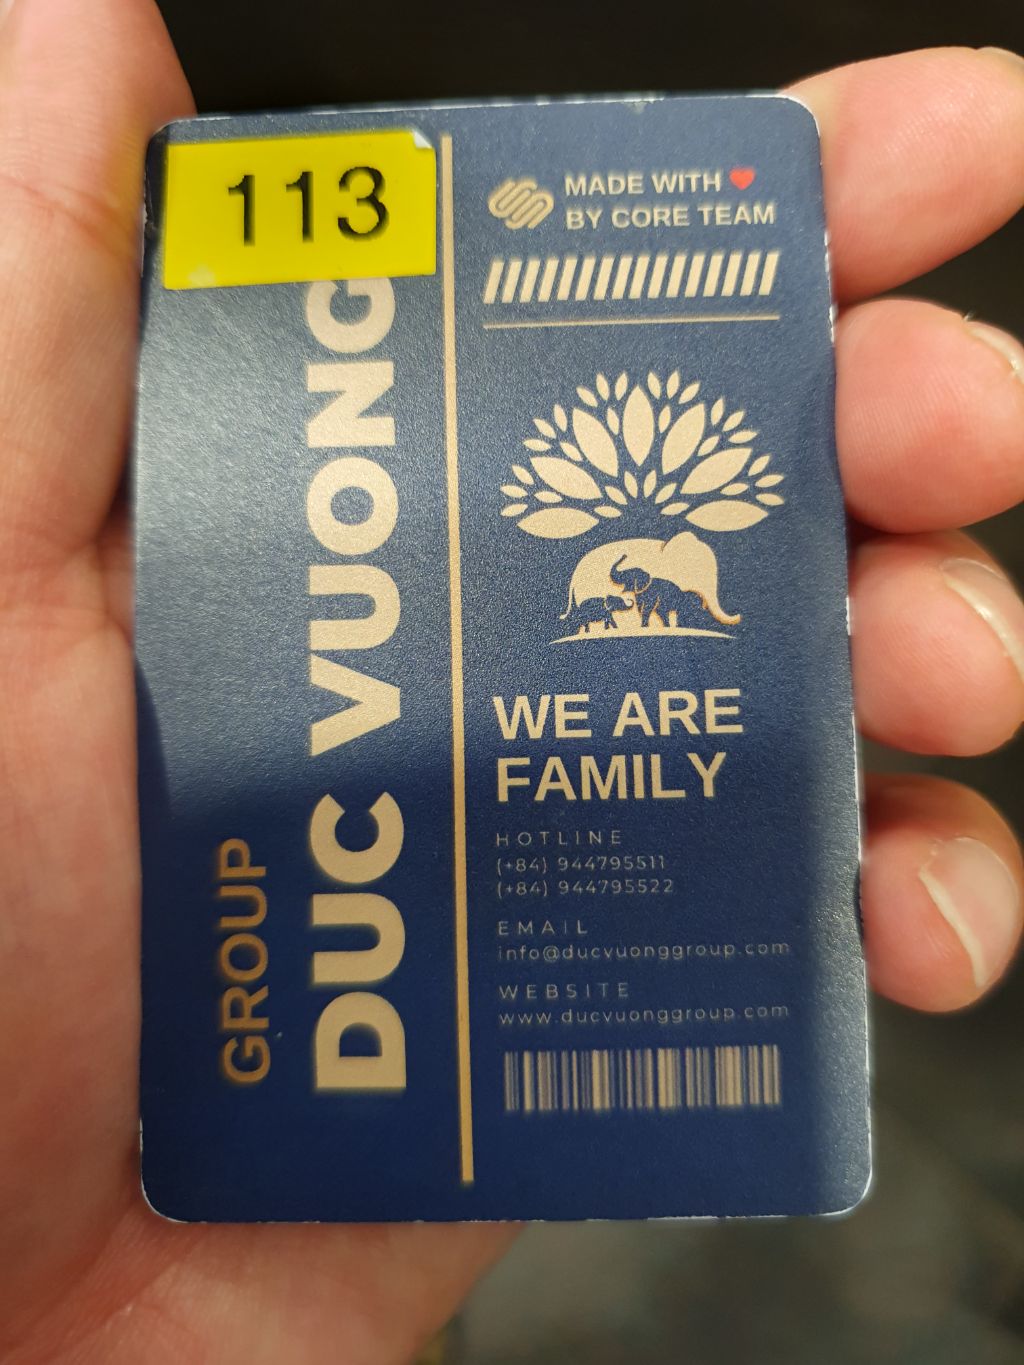 113
GROUP
DUC VUONG
MADE WITH ❤
BY CORE TEAM
WE ARE
FAMILY
HOTLINE
(+84) 944795511
(+84) 944795522
EMAIL
info@ducvuonggroup.com
WEBSITE
www.ducvuonggroup.com